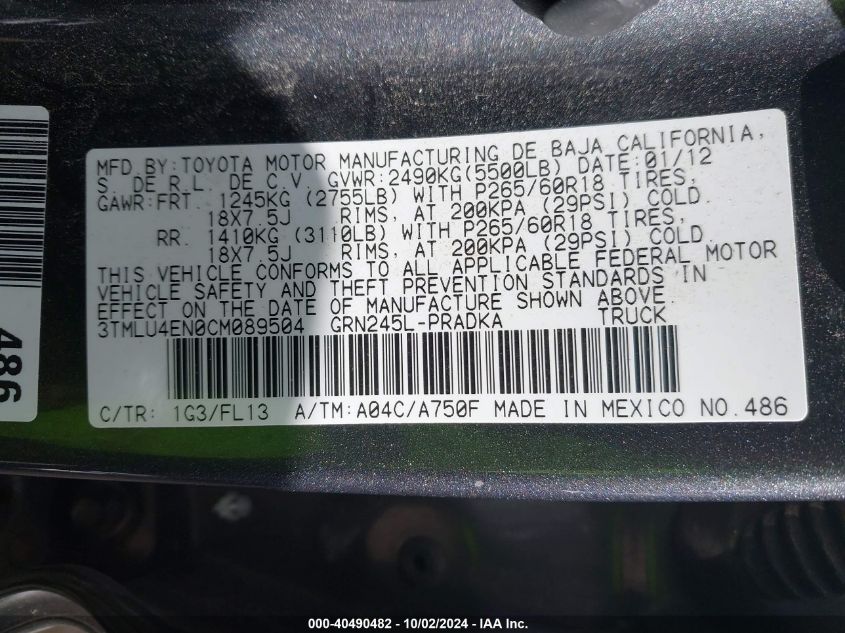 MFD.BY:TOYOTA MOTOR MANUFACTURING DE BAJA CALIFORNIA,
S. DE R.L. DE C.V. GVWR:2490KG(5500LB) DATE:01/12
GAWR:FRT. 1245KG (2755LB) WITH P265/60R18 TIRES,
18X7.5J RIMS, AT 200KPA (29PSI) COLD.
RR. 1410KG (3110LB) WITH P265/60R18 TIRES,
18X7.5J RIMS, AT 200KPA (29PSI) COLD.
THIS VEHICLE CONFORMS TO ALL APPLICABLE FEDERAL MOTOR
VEHICLE SAFETY AND THEFT PREVENTION STANDARDS IN
EFFECT ON THE DATE OF MANUFACTURE SHOWN ABOVE.
3TMLU4EN0CM089504 GRN245L-PRADKA TRUCK
C/TR: 1G3/FL13 A/TM:A04C/A750F MADE IN MEXICO NO.486
486
000-40490482 - 10/02/2024 - IAA Inc.